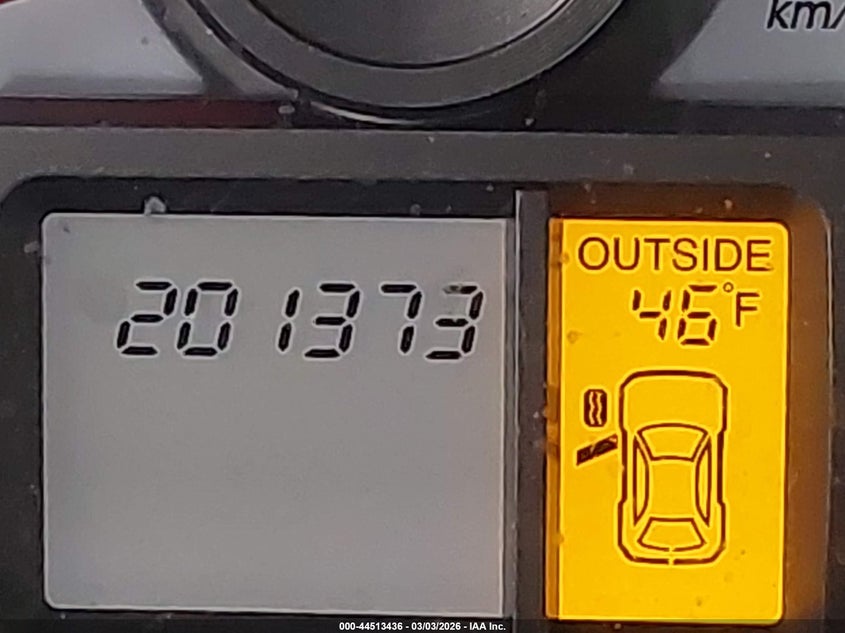 km/
201373
OUTSIDE
46°F
000-44513436 - 03/03/2026 - IAA Inc.